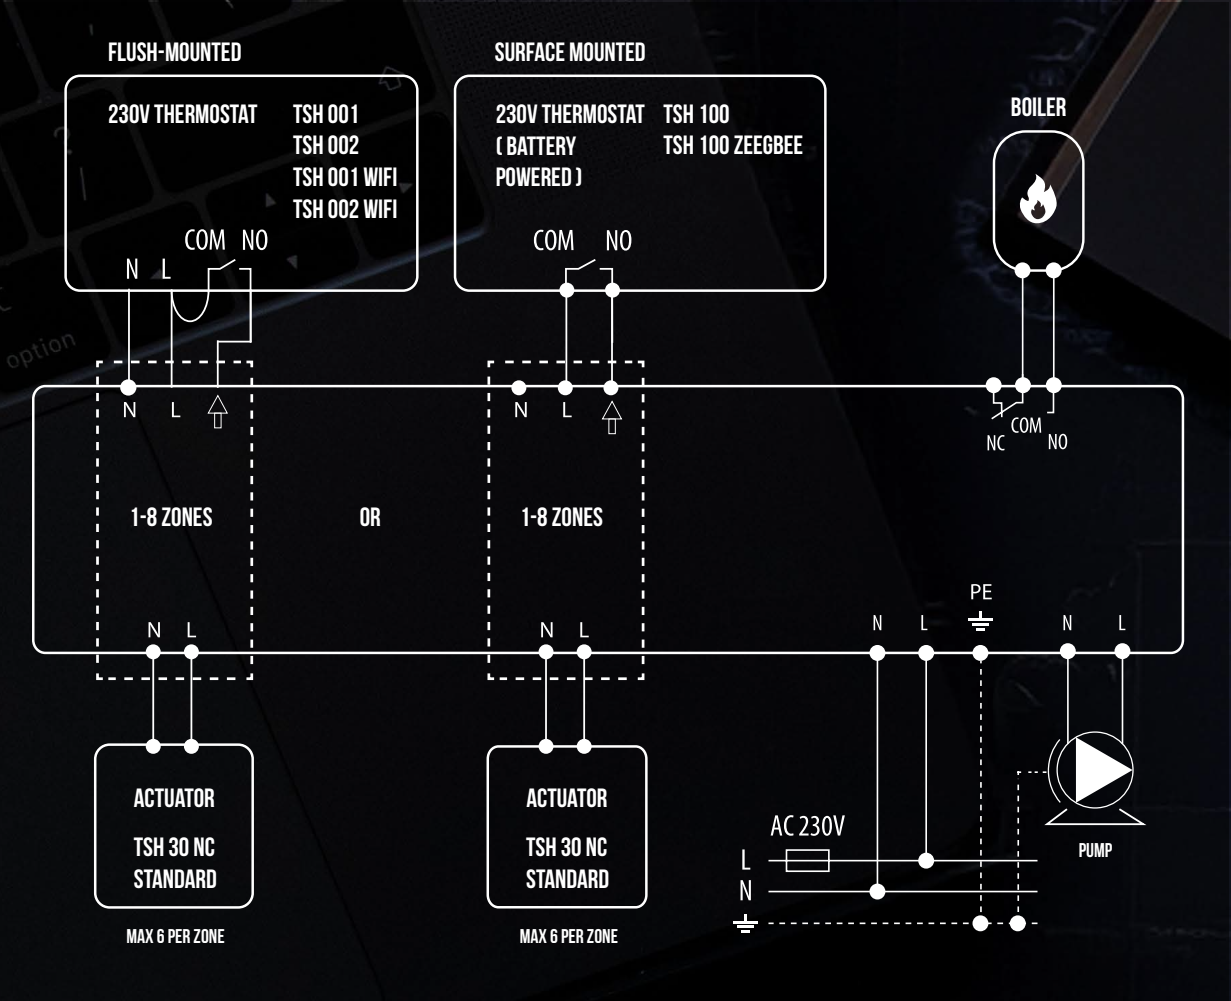 FLUSH-MOUNTED
230V THERMOSTAT
TSH 001
TSH 002
TSH 001 WIFI
TSH 002 WIFI
COM NO
N L
SURFACE MOUNTED
230V THERMOSTAT
( BATTERY
POWERED )
TSH 100
TSH 100 ZEEGBEE
COM NO
BOILER
option
N L
N L
NC COM NO
1-8 ZONES
OR
1-8 ZONES
PE
N L
N L
N L
N L
ACTUATOR
TSH 30 NC
STANDARD
MAX 6 PER ZONE
ACTUATOR
TSH 30 NC
STANDARD
MAX 6 PER ZONE
AC 230V
L
N
PUMP